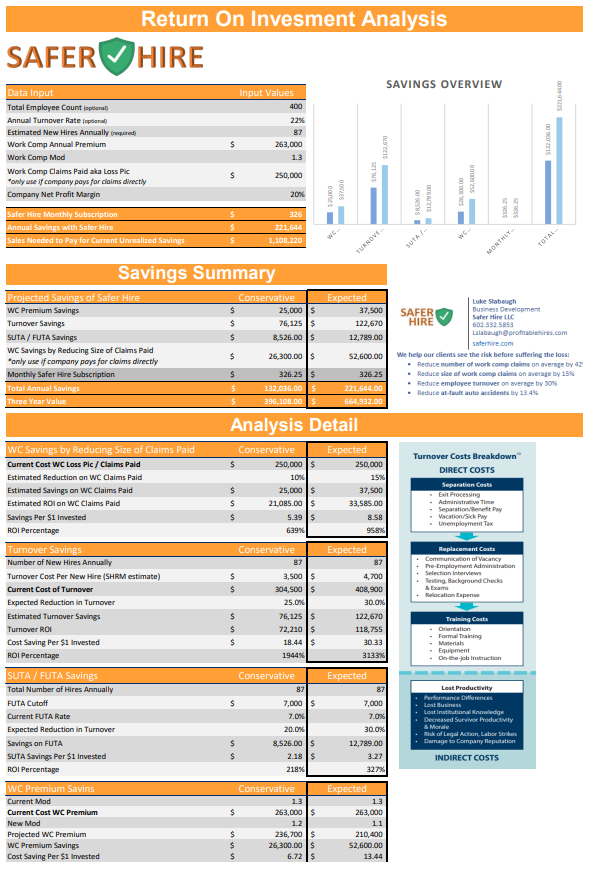 Return On Invesment Analysis
SAFER HIRE
Data Input Input Values
Total Employee Count (optional) 400
Annual Turnover Rate (optional) 22%
Estimated New Hires Annually (required) 87
Work Comp Annual Premium $ 263,000
Work Comp Mod 1.3
Work Comp Claims Paid aka Loss Pic $ 250,000
*only use if company pays for claims directly
Company Net Profit Margin 20%
Safer Hire Monthly Subscription $ 326
Annual Savings with Safer Hire $ 221,644
Sales Needed to Pay for Current Unrealized Savings $ 1,108,220
SAVINGS OVERVIEW
$25,000 $37,500 $76,125 $122,670 $8,526.00 $12,789.00 $26,300.00 $52,600.00 $326.25 $326.25 $132,036.00 $221,644.00
WC... TURNOVE... SUTA /... WC... MONTHLY... TOTAL...
Savings Summary
Projected Savings of Safer Hire Conservative Expected
WC Premium Savings $ 25,000 $ 37,500
Turnover Savings $ 76,125 $ 122,670
SUTA / FUTA Savings $ 8,526.00 $ 12,789.00
WC Savings by Reducing Size of Claims Paid $ 26,300.00 $ 52,600.00
*only use if company pays for claims directly
Monthly Safer Hire Subscription $ 326.25 $ 326.25
Total Annual Savings $ 132,036.00 $ 221,644.00
Three Year Value $ 396,108.00 $ 664,932.00
SAFER HIRE
Luke Slabaugh
Business Development
Safer Hire LLC
602.332.5853
Lslabaugh@profitablehires.com
saferhire.com
We help our clients see the risk before suffering the loss:
• Reduce number of work comp claims on average by 42
• Reduce size of work comp claims on average by 15%
• Reduce employee turnover on average by 30%
• Reduce at-fault auto accidents by 13.4%
Analysis Detail
WC Savings by Reducing Size of Claims Paid Conservative Expected
Current Cost WC Loss Pic / Claims Paid $ 250,000 $ 250,000
Estimated Reduction on WC Claims Paid 10% 15%
Estimated Savings on WC Claims Paid $ 25,000 $ 37,500
Estimated ROI on WC Claims Paid $ 21,085.00 $ 33,585.00
Savings Per $1 Invested $ 5.39 $ 8.58
ROI Percentage 639% 958%
Turnover Savings Conservative Expected
Number of New Hires Annually 87 87
Turnover Cost Per New Hire (SHRM estimate) $ 3,500 $ 4,700
Current Cost of Turnover $ 304,500 $ 408,900
Expected Reduction in Turnover 25.0% 30.0%
Estimated Turnover Savings $ 76,125 $ 122,670
Turnover ROI $ 72,210 $ 118,755
Cost Saving Per $1 Invested $ 18.44 $ 30.33
ROI Percentage 1944% 3133%
SUTA / FUTA Savings Conservative Expected
Total Number of Hires Annually 87 87
FUTA Cutoff $ 7,000 $ 7,000
Current FUTA Rate 7.0% 7.0%
Expected Reduction in Turnover 20.0% 30.0%
Savings on FUTA $ 8,526.00 $ 12,789.00
SUTA Savings Per $1 Invested $ 2.18 $ 3.27
ROI Percentage 218% 327%
WC Premium Savins Conservative Expected
Current Mod 1.3 1.3
Current Cost WC Premium $ 263,000 $ 263,000
New Mod 1.2 1.1
Projected WC Premium $ 236,700 $ 210,400
WC Premium Savings $ 26,300.00 $ 52,600.00
Cost Saving Per $1 Invested $ 6.72 $ 13.44
Turnover Costs Breakdown
DIRECT COSTS
Separation Costs
• Exit Processing
• Administrative Time
• Separation/Benefit Pay
• Vacation/Sick Pay
• Unemployment Tax
Replacement Costs
• Communication of Vacancy
• Pre-Employment Administration
• Selection Interviews
• Testing, Background Checks
& Exams
• Relocation Expense
Training Costs
• Orientation
• Formal Training
• Materials
• Equipment
• On-the-job Instruction
Lost Productivity
• Performance Differences
• Lost Business
• Lost Institutional Knowledge
• Decreased Survivor Productivity
& Morale
• Risk of Legal Action, Labor Strikes
• Damage to Company Reputation
INDIRECT COSTS